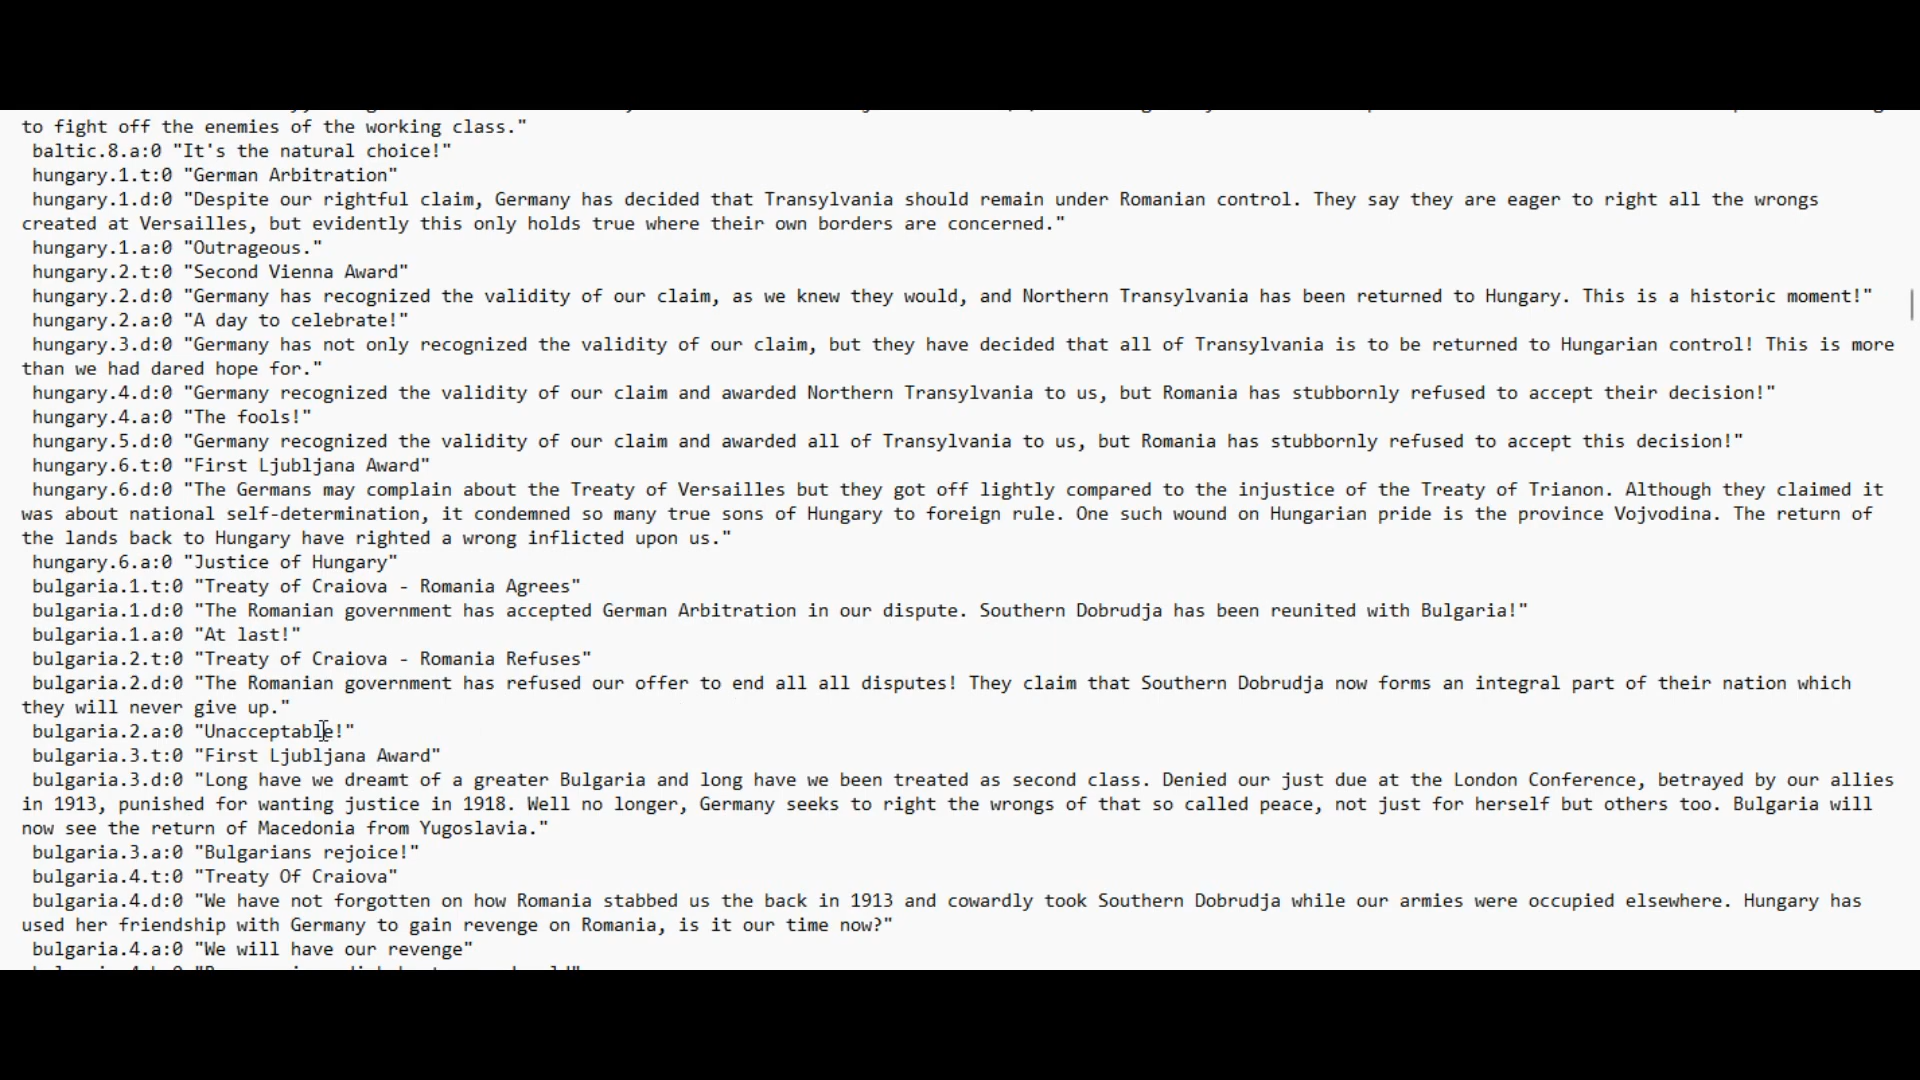 to fight off the enemies of the working class."
baltic.8.a:0 "It's the natural choice!"
hungary.1.t:0 "German Arbitration"
hungary.1.d:0 "Despite our rightful claim, Germany has decided that Transylvania should remain under Romanian control. They say they are eager to right all the wrongs
created at Versailles, but evidently this only holds true where their own borders are concerned."
hungary.1.a:0 "Outrageous."
hungary.2.t:0 "Second Vienna Award"
hungary.2.d:0 "Germany has recognized the validity of our claim, as we knew they would, and Northern Transylvania has been returned to Hungary. This is a historic moment!"
hungary.2.a:0 "A day to celebrate!"
hungary.3.d:0 "Germany has not only recognized the validity of our claim, but they have decided that all of Transylvania is to be returned to Hungarian control! This is more
than we had dared hope for."
hungary.4.d:0 "Germany recognized the validity of our claim and awarded Northern Transylvania to us, but Romania has stubbornly refused to accept their decision!"
hungary.4.a:0 "The fools!"
hungary.5.d:0 "Germany recognized the validity of our claim and awarded all of Transylvania to us, but Romania has stubbornly refused to accept this decision!"
hungary.6.t:0 "First Ljubljana Award"
hungary.6.d:0 "The Germans may complain about the Treaty of Versailles but they got off lightly compared to the injustice of the Treaty of Trianon. Although they claimed it
was about national self-determination, it condemned so many true sons of Hungary to foreign rule. One such wound on Hungarian pride is the province Vojvodina. The return of
the lands back to Hungary have righted a wrong inflicted upon us."
hungary.6.a:0 "Justice of Hungary"
bulgaria.1.t:0 "Treaty of Craiova - Romania Agrees"
bulgaria.1.d:0 "The Romanian government has accepted German Arbitration in our dispute. Southern Dobrudja has been reunited with Bulgaria!"
bulgaria.1.a:0 "At last!"
bulgaria.2.t:0 "Treaty of Craiova - Romania Refuses"
bulgaria.2.d:0 "The Romanian government has refused our offer to end all all disputes! They claim that Southern Dobrudja now forms an integral part of their nation which
they will never give up."
bulgaria.2.a:0 "Unacceptable!"
bulgaria.3.t:0 "First Ljubljana Award"
bulgaria.3.d:0 "Long have we dreamt of a greater Bulgaria and long have we been treated as second class. Denied our just due at the London Conference, betrayed by our allies
in 1913, punished for wanting justice in 1918. Well no longer, Germany seeks to right the wrongs of that so called peace, not just for herself but others too. Bulgaria will
now see the return of Macedonia from Yugoslavia."
bulgaria.3.a:0 "Bulgarians rejoice!"
bulgaria.4.t:0 "Treaty Of Craiova"
bulgaria.4.d:0 "We have not forgotten on how Romania stabbed us the back in 1913 and cowardly took Southern Dobrudja while our armies were occupied elsewhere. Hungary has
used her friendship with Germany to gain revenge on Romania, is it our time now?"
bulgaria.4.a:0 "We will have our revenge"